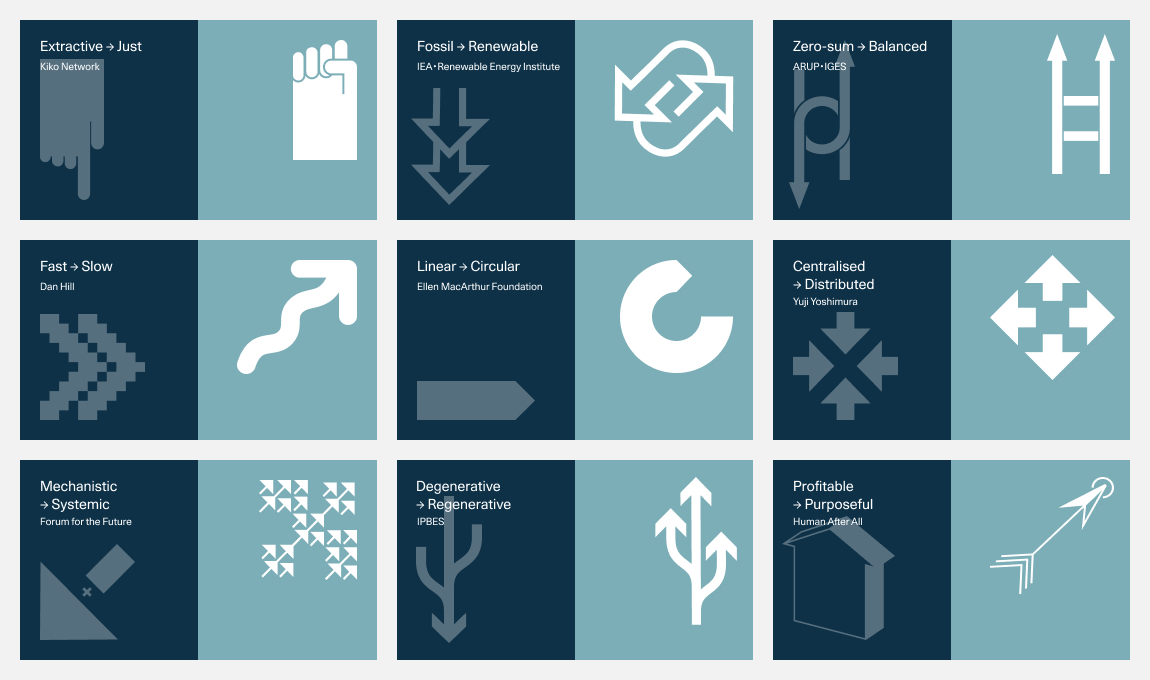 Extractive → Just
Kiko Network
Fossil → Renewable
IEA•Renewable Energy Institute
Zero-sum → Balanced
ARUP•IGES
Fast → Slow
Dan Hill
Linear → Circular
Ellen MacArthur Foundation
Centralised
→ Distributed
Yuji Yoshimura
Mechanistic
→ Systemic
Forum for the Future
Degenerative
→ Regenerative
IPBES
Profitable
→ Purposeful
Human After All